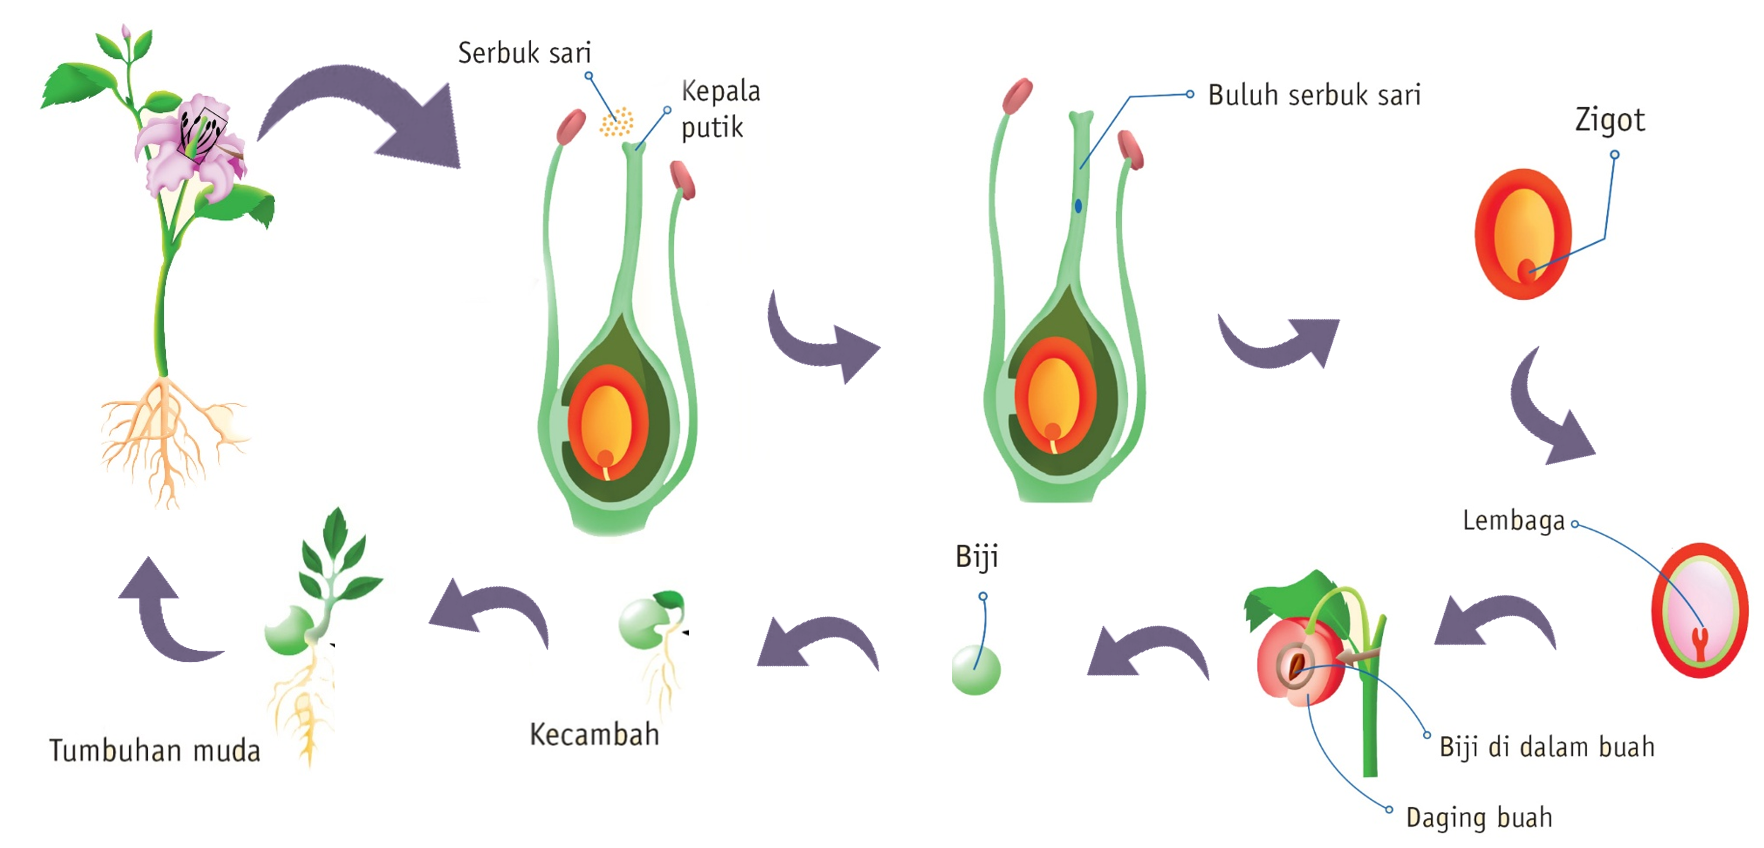 Serbuk sari
Kepala
putik
Buluh serbuk sari
Zigot
Lembaga
Biji
Biji di dalam buah
Daging buah
Kecambah
Tumbuhan muda